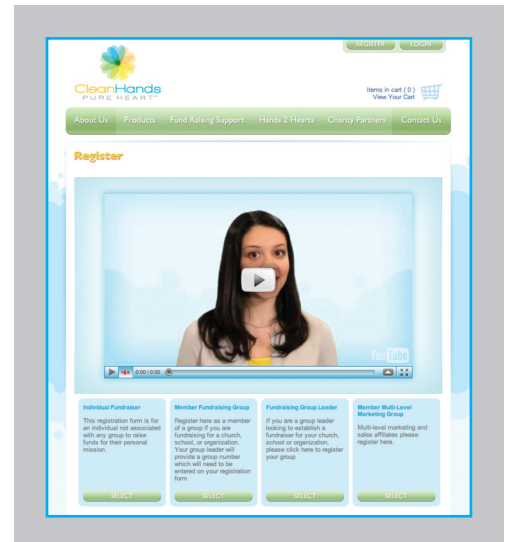 REGISTER LOGIN
CleanHands
PURE HEART™
Items in cart ( 0 )
View Your Cart
About Us Products Fund Raising Support Hands 2 Hearts Charity Partners Contact Us
Register
You Tube
0:00 / 0:00
Individual Fundraiser
This registration form is for
an individual not associated
with any group to raise
funds for their personal
mission.
SELECT
Member Fundraising Group
Register here as a member
of a group if you are
fundraising for a church,
school, or organization.
Your group leader will
provide a group number
which will need to be
entered on your registration
form
SELECT
Fundraising Group Leader
If you are a group leader
looking to establish a
fundraiser for your church,
school or organization,
please click here to register
your group
SELECT
Member Multi-Level
Marketing Group
Multi-level marketing and
sales affiliates please
register here.
SELECT